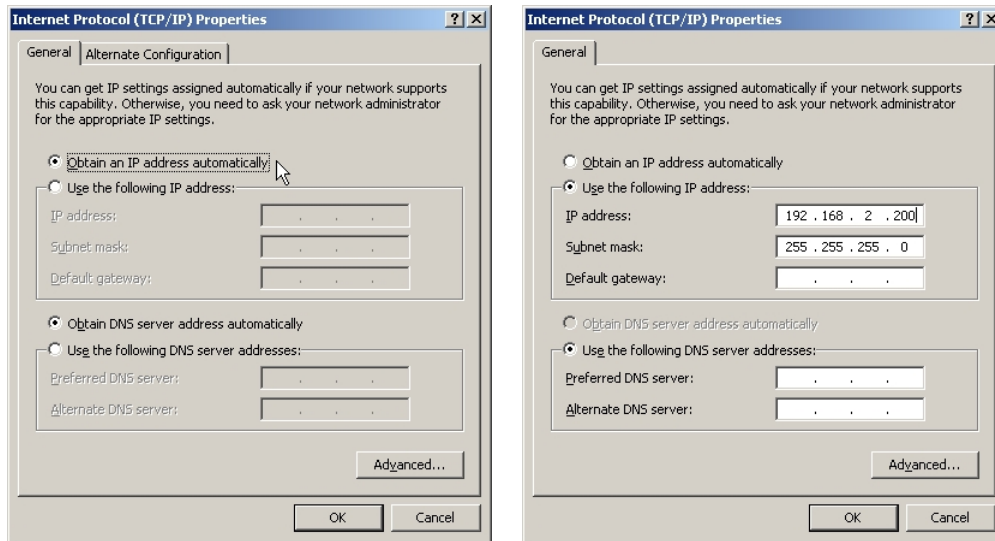 Internet Protocol (TCP/IP) Properties
General
Alternate Configuration
You can get IP settings assigned automatically if your network supports
this capability. Otherwise, you need to ask your network administrator
for the appropriate IP settings.
Obtain an IP address automatically
Use the following IP address:
IP address:
Subnet mask:
Default gateway:
Obtain DNS server address automatically
Use the following DNS server addresses:
Preferred DNS server:
Alternate DNS server:
Advanced...
OK
Cancel
Internet Protocol (TCP/IP) Properties
General
You can get IP settings assigned automatically if your network supports
this capability. Otherwise, you need to ask your network administrator
for the appropriate IP settings.
Obtain an IP address automatically
Use the following IP address:
IP address: 192 . 168 . 2 . 200
Subnet mask: 255 . 255 . 255 . 0
Default gateway: . . .
Obtain DNS server address automatically
Use the following DNS server addresses:
Preferred DNS server: . . .
Alternate DNS server: . . .
Advanced...
OK
Cancel